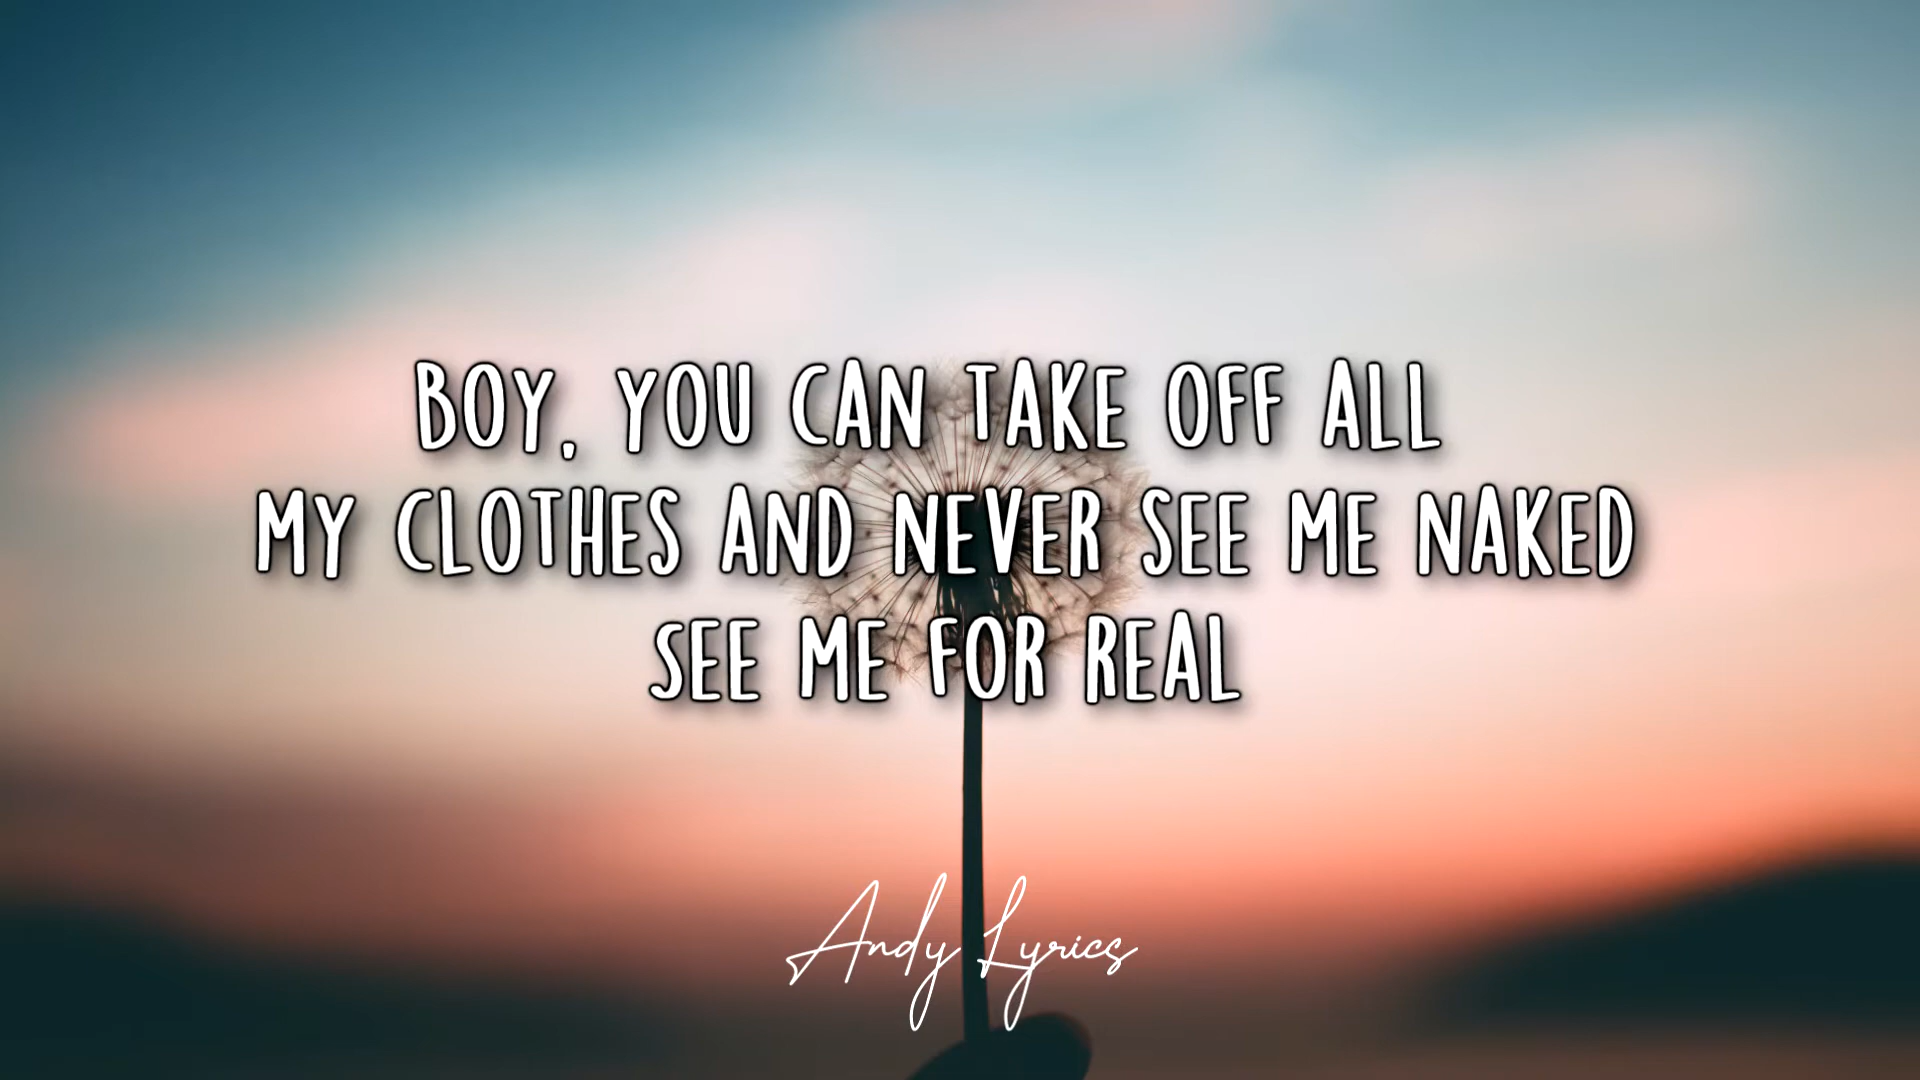 BOY, YOU CAN TAKE OFF ALL
MY CLOTHES AND NEVER SEE ME NAKED
SEE ME FOR REAL
Andy Lyrics